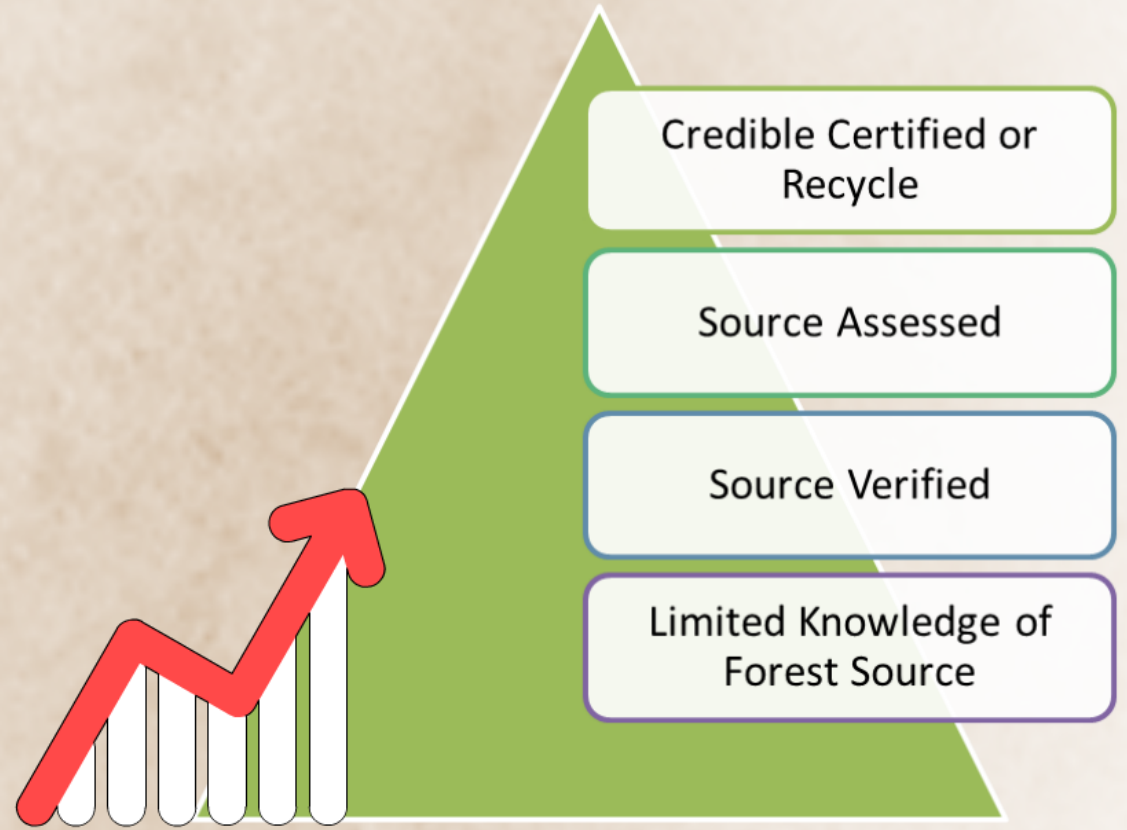 Credible Certified or
Recycle
Source Assessed
Source Verified
Limited Knowledge of
Forest Source